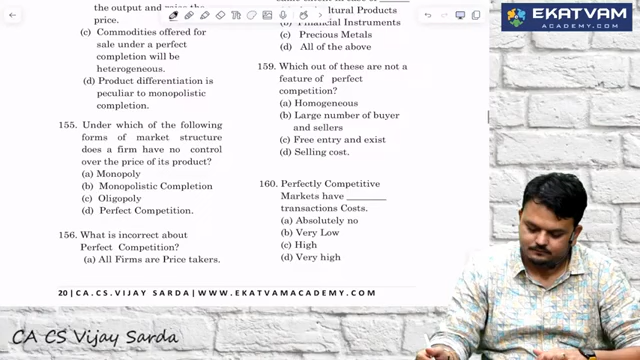 the output and raise the
price.
(c) Commodities offered for
sale under a perfect
completion will be
heterogeneous.
(d) Product differentiation is
peculiar to monopolistic
completion.
155. Under which of the following
forms of market structure
does a firm have no control
over the price of its product?
(a) Monopoly
(b) Monopolistic Completion
(c) Oligopoly
(d) Perfect Competition.
156. What is incorrect about
Perfect Competition?
(a) All Firms are Price takers.
(b) Financial Instruments
(c) Precious Metals
(d) All of the above
159. Which out of these are not a
feature of perfect
competition?
(a) Homogeneous
(b) Large number of buyer
and sellers
(c) Free entry and exist
(d) Selling cost.
160. Perfectly Competitive
Markets have ________
transactions Costs.
(a) Absolutely no
(b) Very Low
(c) High
(d) Very high
20 | CA.CS.VIJAY SARDA | WWW.EKATVAMACADEMY.COM
EKATVAM
ACADEMY.COM
CA CS Vijay Sarda